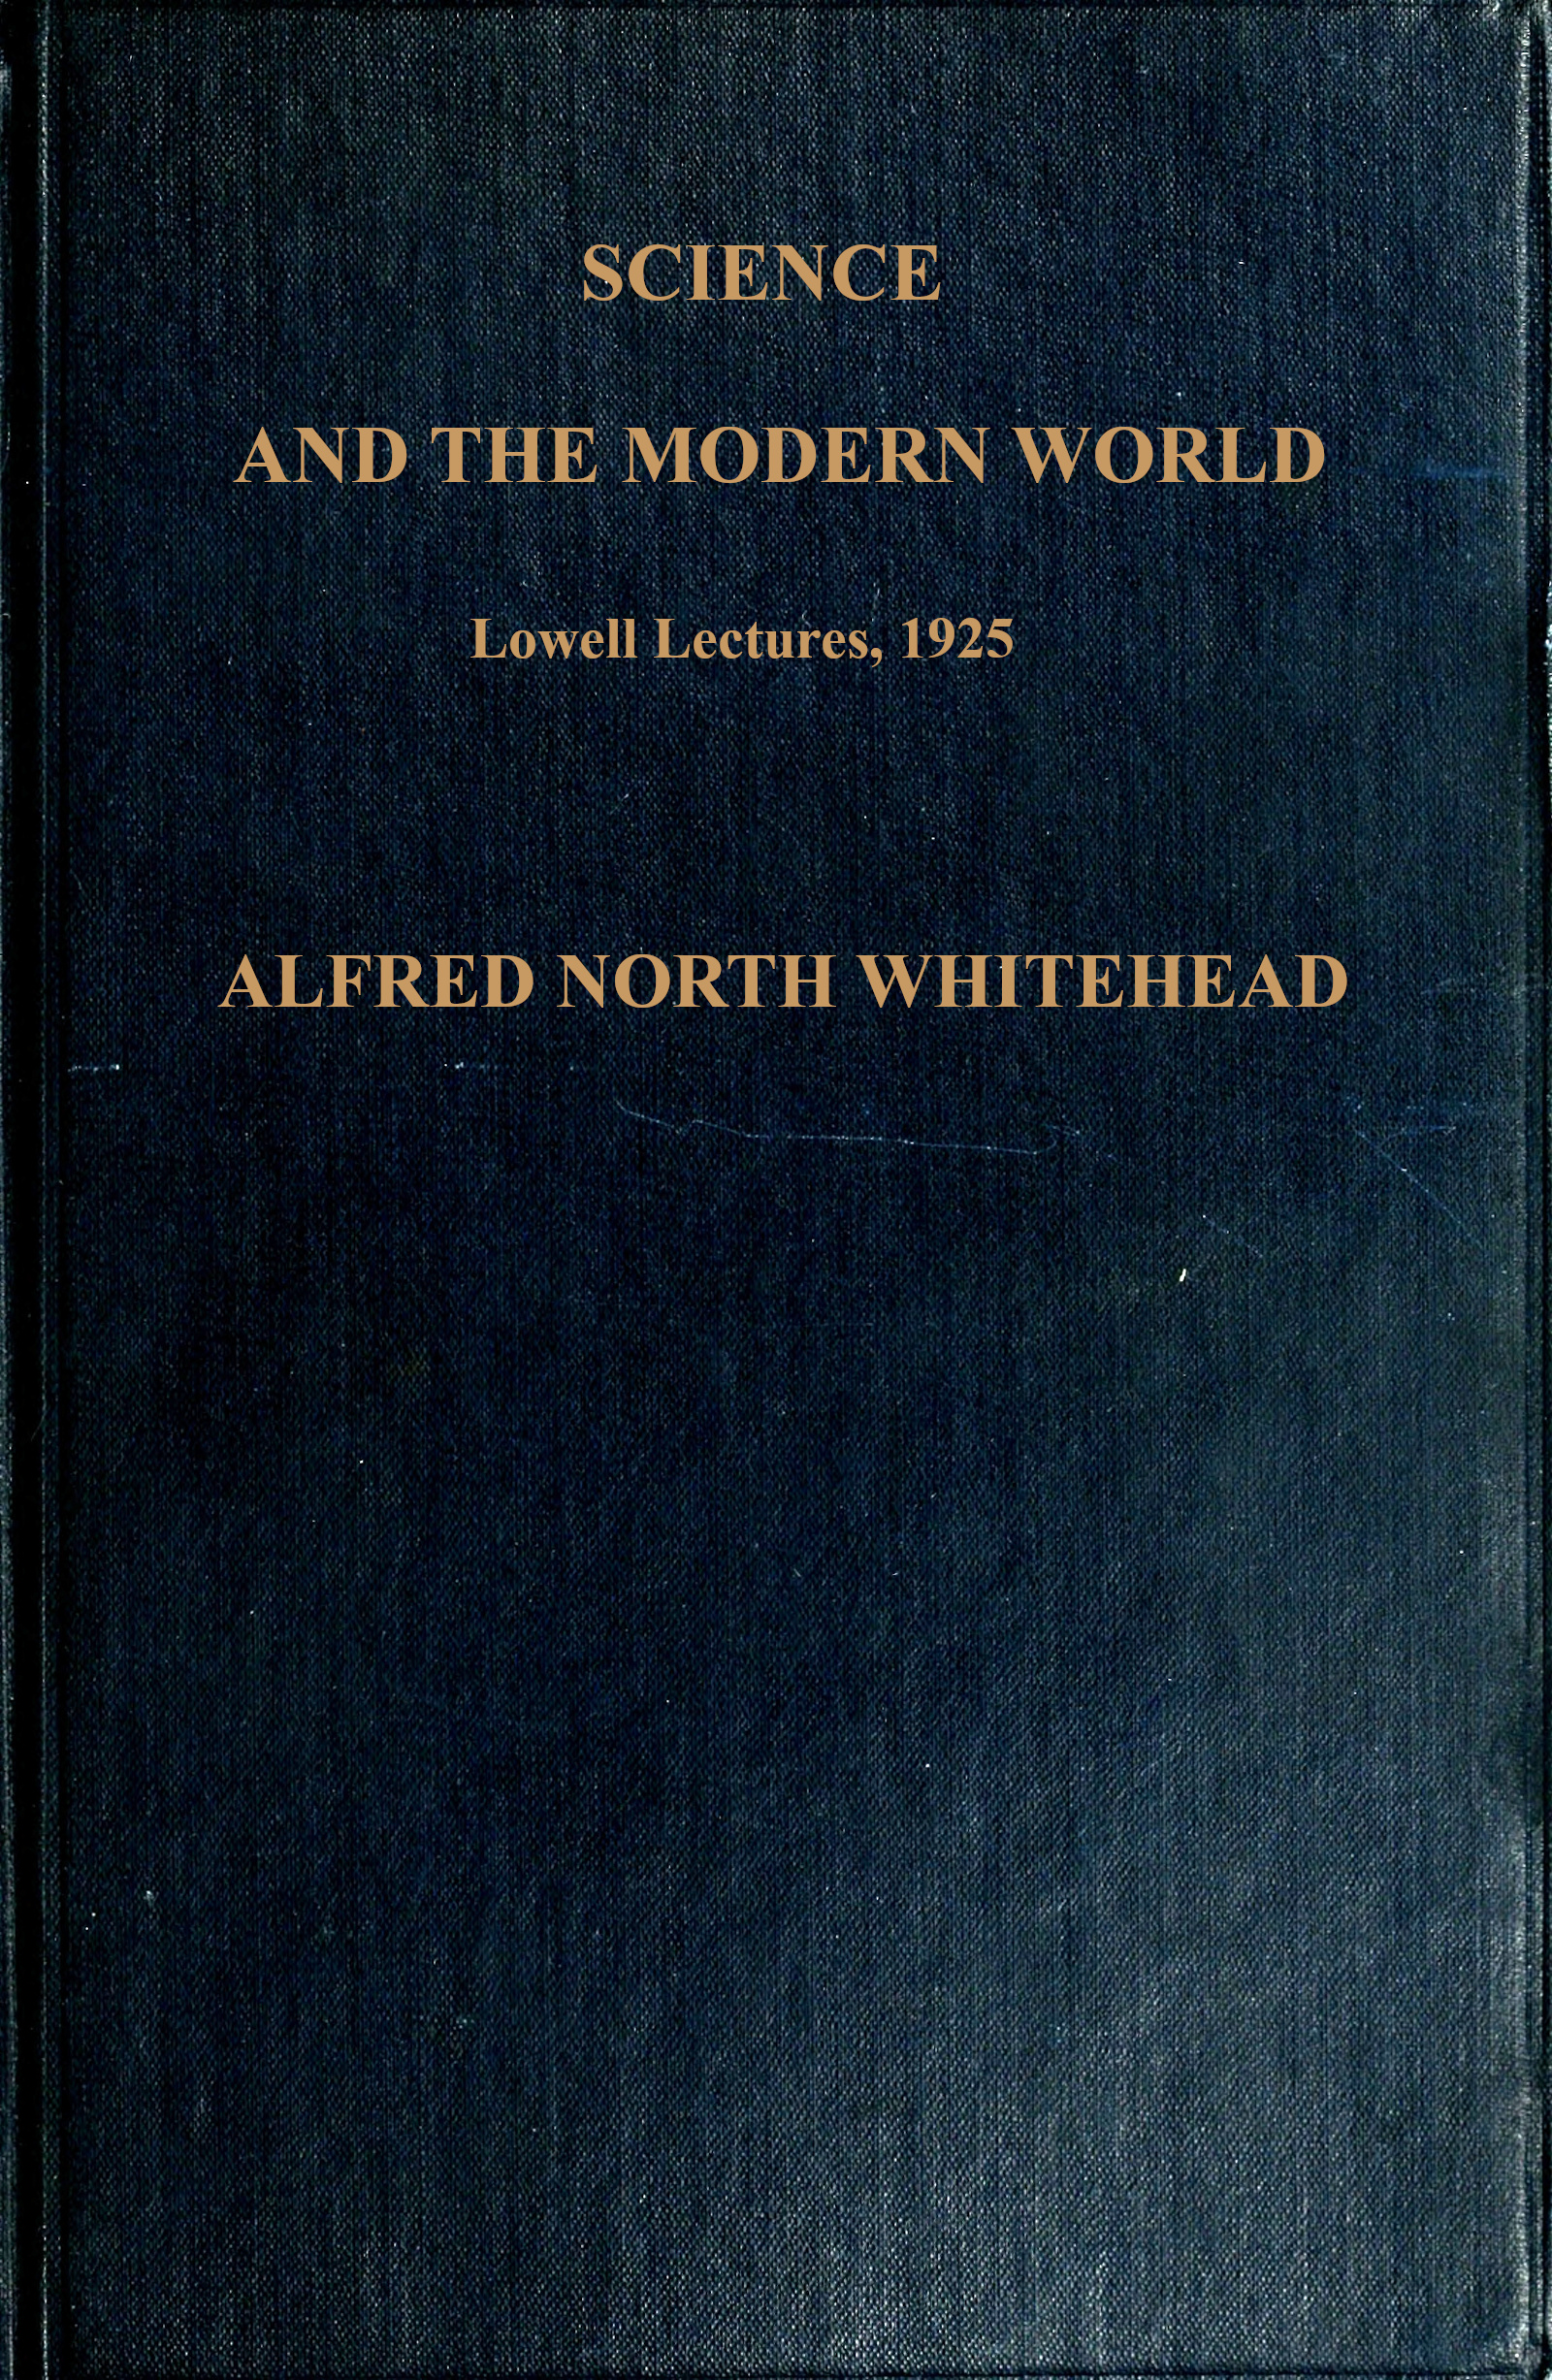 SCIENCE
AND THE MODERN WORLD
Lowell Lectures, 1925
ALFRED NORTH WHITEHEAD